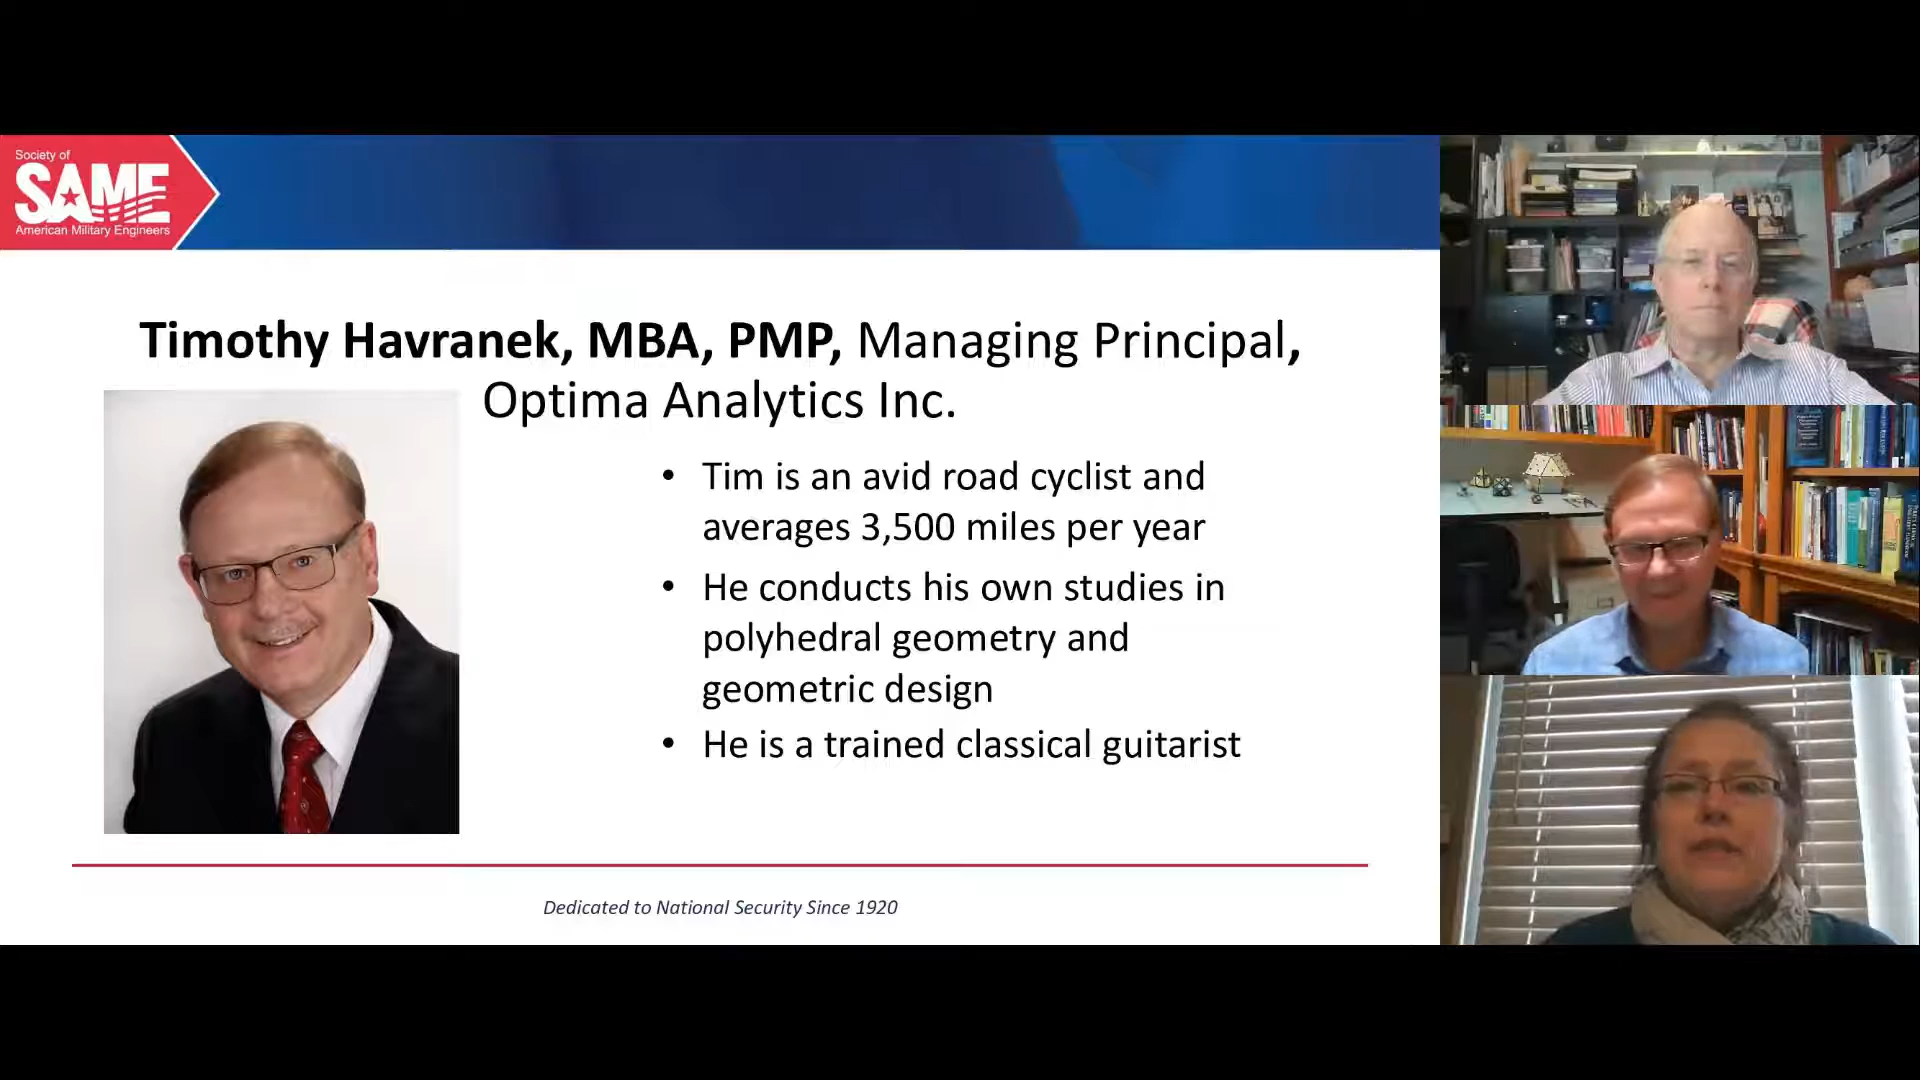 Society of
SAME
American Military Engineers
Timothy Havranek, MBA, PMP, Managing Principal,
Optima Analytics Inc.
• Tim is an avid road cyclist and
averages 3,500 miles per year
• He conducts his own studies in
polyhedral geometry and
geometric design
• He is a trained classical guitarist
Dedicated to National Security Since 1920